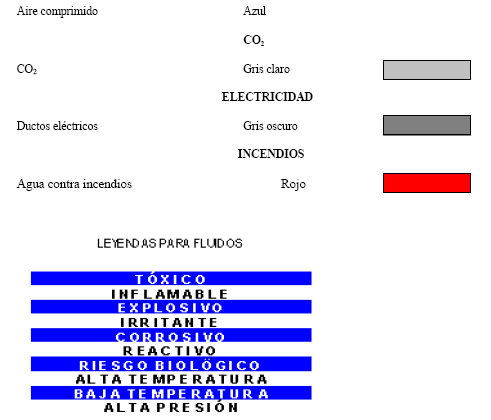 Aire comprimido Azul
CO₂
CO₂ Gris claro
ELECTRICIDAD
Ductos eléctricos Gris oscuro
INCENDIOS
Agua contra incendios Rojo
LEYENDAS PARA FLUIDOS
TÓXICO
INFLAMABLE
EXPLOSIVO
IRRITANTE
CORROSIVO
REACTIVO
RIESGO BIOLÓGICO
ALTA TEMPERATURA
BAJA TEMPERATURA
ALTA PRESIÓN